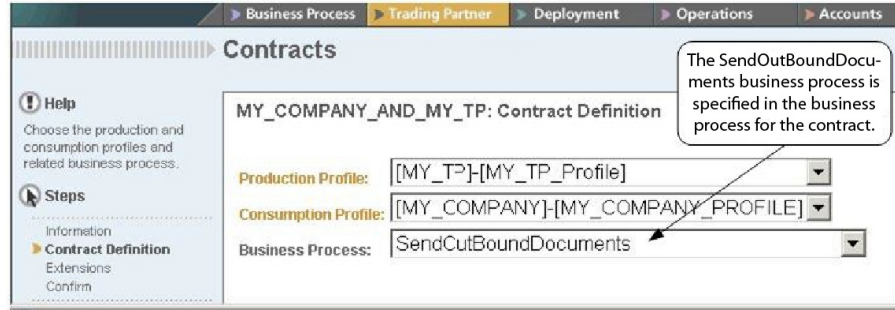 Business Process Trading Partner Deployment Operations Accounts
Contracts
The SendOutBoundDocu-
ments business process is
specified in the business
process for the contract.
Help
Choose the production and
consumption profiles and
related business process.
Steps
Information
Contract Definition
Extensions
Confirm
MY_COMPANY_AND_MY_TP: Contract Definition
Production Profile: [MY_TP]-[MY_TP_Profile]
Consumption Profile: [MY_COMPANY]-[MY_COMPANY_PROFILE]
Business Process: SendCutBoundDocuments